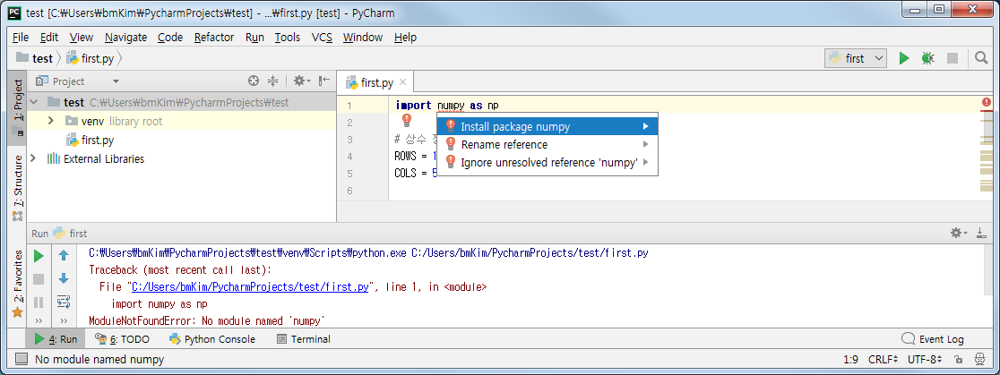 test [C:₩Users₩bmKim₩PycharmProjects₩test] - ...₩first.py [test] - PyCharm
File Edit View Navigate Code Refactor Run Tools VCS Window Help
test first.py first
1: Project
Project
first.py
test C:₩Users₩bmKim₩PycharmProjects₩test
venv library root
first.py
External Libraries
7: Structure
2: Favorites
1 import numpy as np
2
Install package numpy
3 # 상수
Rename reference
4 ROWS = 1
Ignore unresolved reference 'numpy'
5 COLS = 5
6
Run first
C:₩Users₩bmKim₩PycharmProjects₩test₩venv₩Scripts₩python.exe C:/Users/bmKim/PycharmProjects/test/first.py
Traceback (most recent call last):
File "C:/Users/bmKim/PycharmProjects/test/first.py", line 1, in <module>
import numpy as np
ModuleNotFoundError: No module named 'numpy'
4: Run 6: TODO Python Console Terminal Event Log
No module named numpy 1:9 CRLF UTF-8